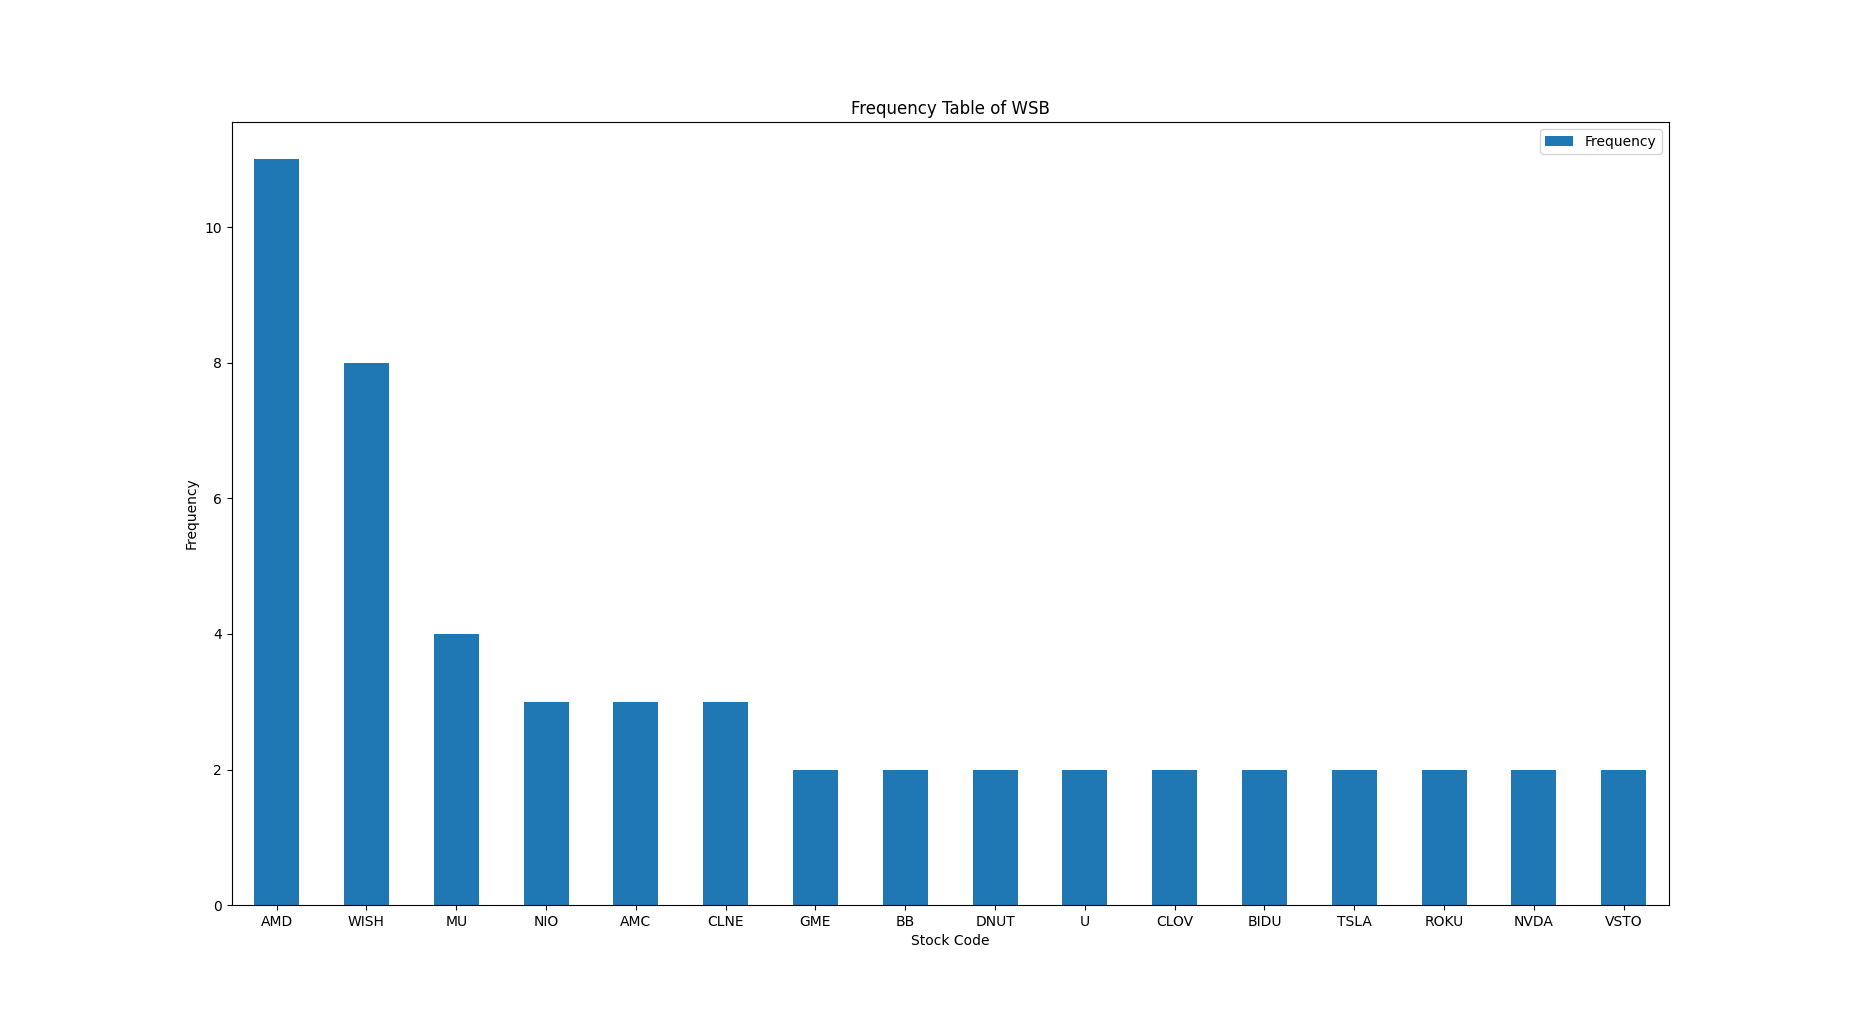 Frequency Table of WSB
Frequency
10
8
6
4
2
0
Frequency
AMD WISH MU NIO AMC CLNE GME BB DNUT U CLOV BIDU TSLA ROKU NVDA VSTO
Stock Code